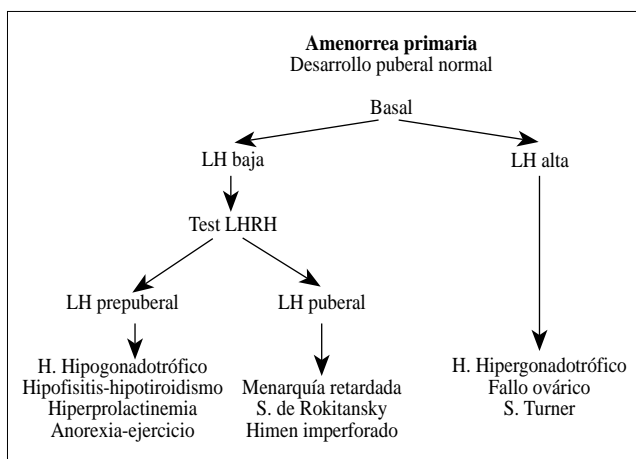 Amenorrea primaria
Desarrollo puberal normal
Basal
LH baja
LH alta
Test LHRH
LH prepuberal
LH puberal
H. Hipogonadotrófico
Hipofisitis-hipotiroidismo
Hiperprolactinemia
Anorexia-ejercicio
Menarquía retardada
S. de Rokitansky
Himen imperforado
H. Hipergonadotrófico
Fallo ovárico
S. Turner